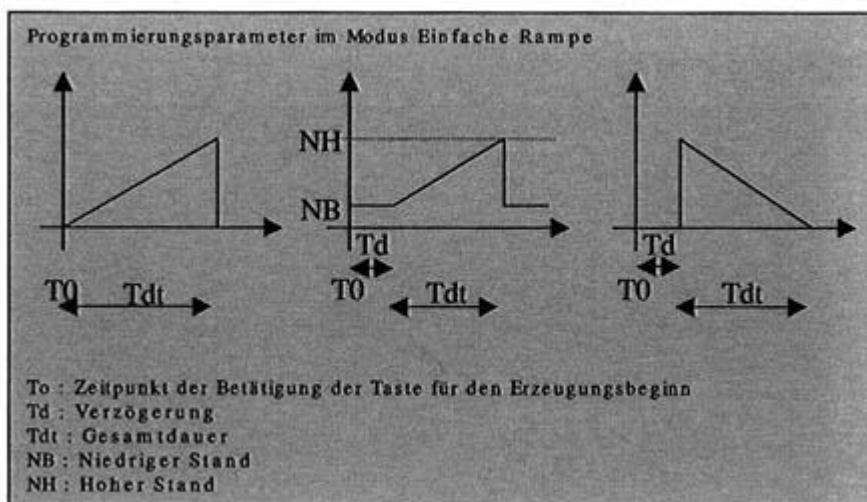 Programmierungsparameter im Modus Einfache Rampe
NH
NB
Td
Td
T0
Tdt
T0
Tdt
T0
Tdt
To : Zeitpunkt der Betätigung der Taste für den Erzeugungsbeginn
Td : Verzögerung
Tdt : Gesamtdauer
NB : Niedriger Stand
NH : Hoher Stand